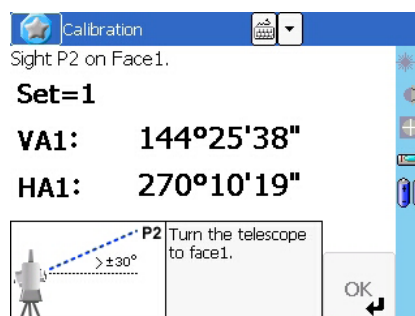 Calibration
Sight P2 on Face1.
Set=1
VA1: 144°25'38"
HA1: 270°10'19"
P2
>±30°
Turn the telescope
to face1.
OK